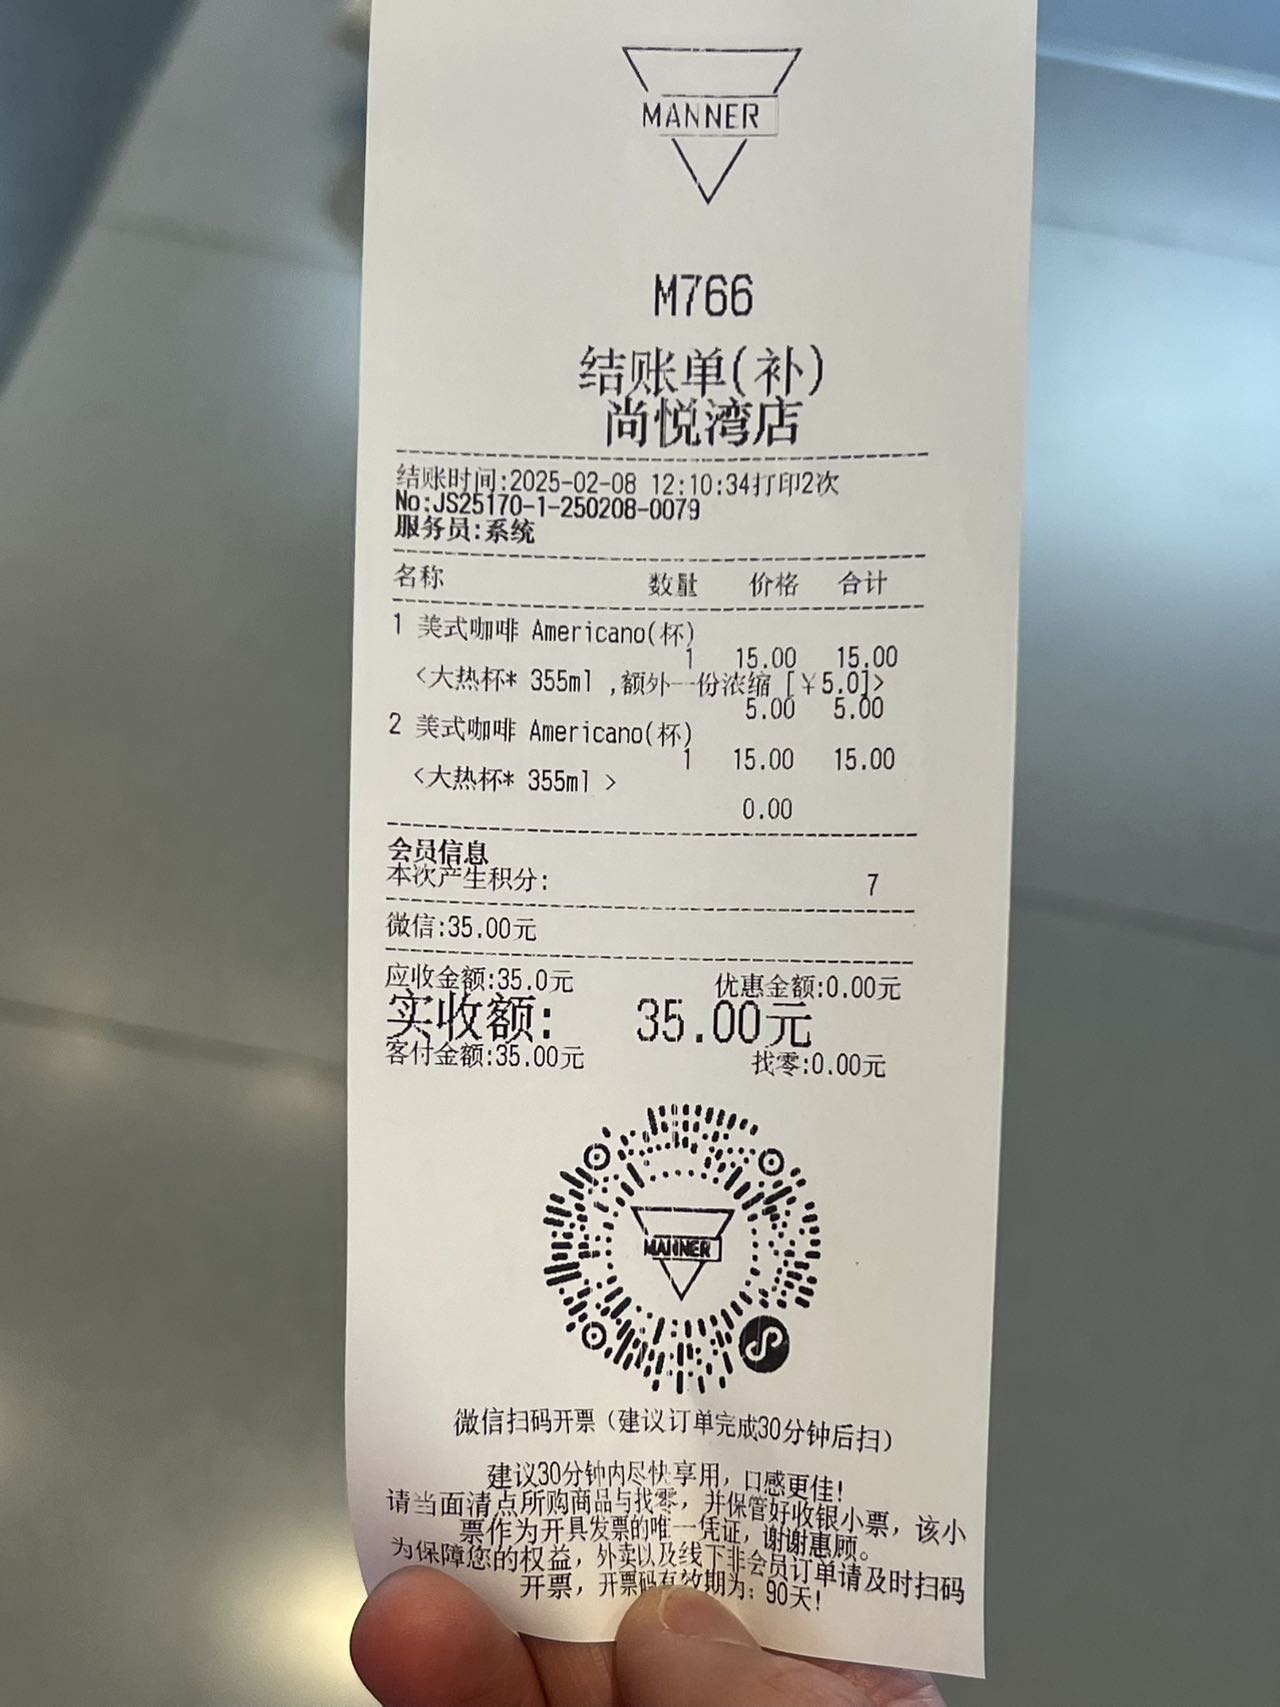 MANNER
M766
结账单(补)
尚悦湾店
结账时间:2025-02-08 12:10:34打印2次
No:JS25170-1-250208-0079
服务员:系统
名称 数量 价格 合计
1 美式咖啡 Americano(杯)
1 15.00 15.00
<大热杯* 355ml ,额外一份浓缩 [¥5.0]>
5.00 5.00
2 美式咖啡 Americano(杯)
1 15.00 15.00
<大热杯* 355ml >
0.00
会员信息
本次产生积分: 7
微信:35.00元
应收金额:35.0元 优惠金额:0.00元
实收额: 35.00元
客付金额:35.00元 找零:0.00元
MANNER
微信扫码开票（建议订单完成30分钟后扫）
建议30分钟内尽快享用，口感更佳!
请当面清点所购商品与找零，并保管好收银小票，该小
票作为开具发票的唯一凭证，谢谢惠顾。
为保障您的权益，外卖以及线下非会员订单请及时扫码
开票，开票码有效期为：90天!